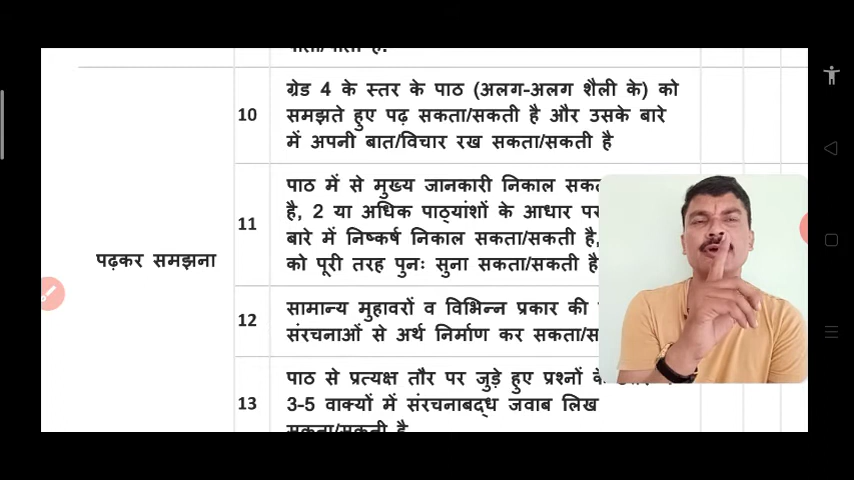 10
ग्रेड 4 के स्तर के पाठ (अलग-अलग शैली के) को
समझते हुए पढ़ सकता/सकती है और उसके बारे
में अपनी बात/विचार रख सकता/सकती है
पढ़कर समझना
11
पाठ में से मुख्य जानकारी निकाल
है, 2 या अधिक पाठ्यांशों के आधार पर
बारे में निष्कर्ष निकाल सकता/सकती है,
को पूरी तरह पुनः सुना सकता/सकती है
12
सामान्य मुहावरों व विभिन्न प्रकार की
संरचनाओं से अर्थ निर्माण कर
13
पाठ से प्रत्यक्ष तौर पर जुड़े हुए प्रश्नों
3-5 वाक्यों में संरचनाबद्ध जवाब लिख
सकता/सकती है